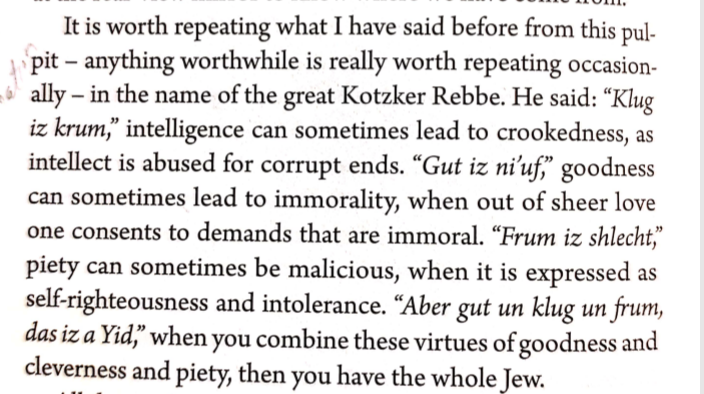 It is worth repeating what I have said before from this pul-
pit – anything worthwhile is really worth repeating occasion-
ally – in the name of the great Kotzker Rebbe. He said: “Klug
iz krum,” intelligence can sometimes lead to crookedness, as
intellect is abused for corrupt ends. “Gut iz ni’uf,” goodness
can sometimes lead to immorality, when out of sheer love
one consents to demands that are immoral. “Frum iz shlecht,”
piety can sometimes be malicious, when it is expressed as
self-righteousness and intolerance. “Aber gut un klug un frum,
das iz a Yid,” when you combine these virtues of goodness and
cleverness and piety, then you have the whole Jew.